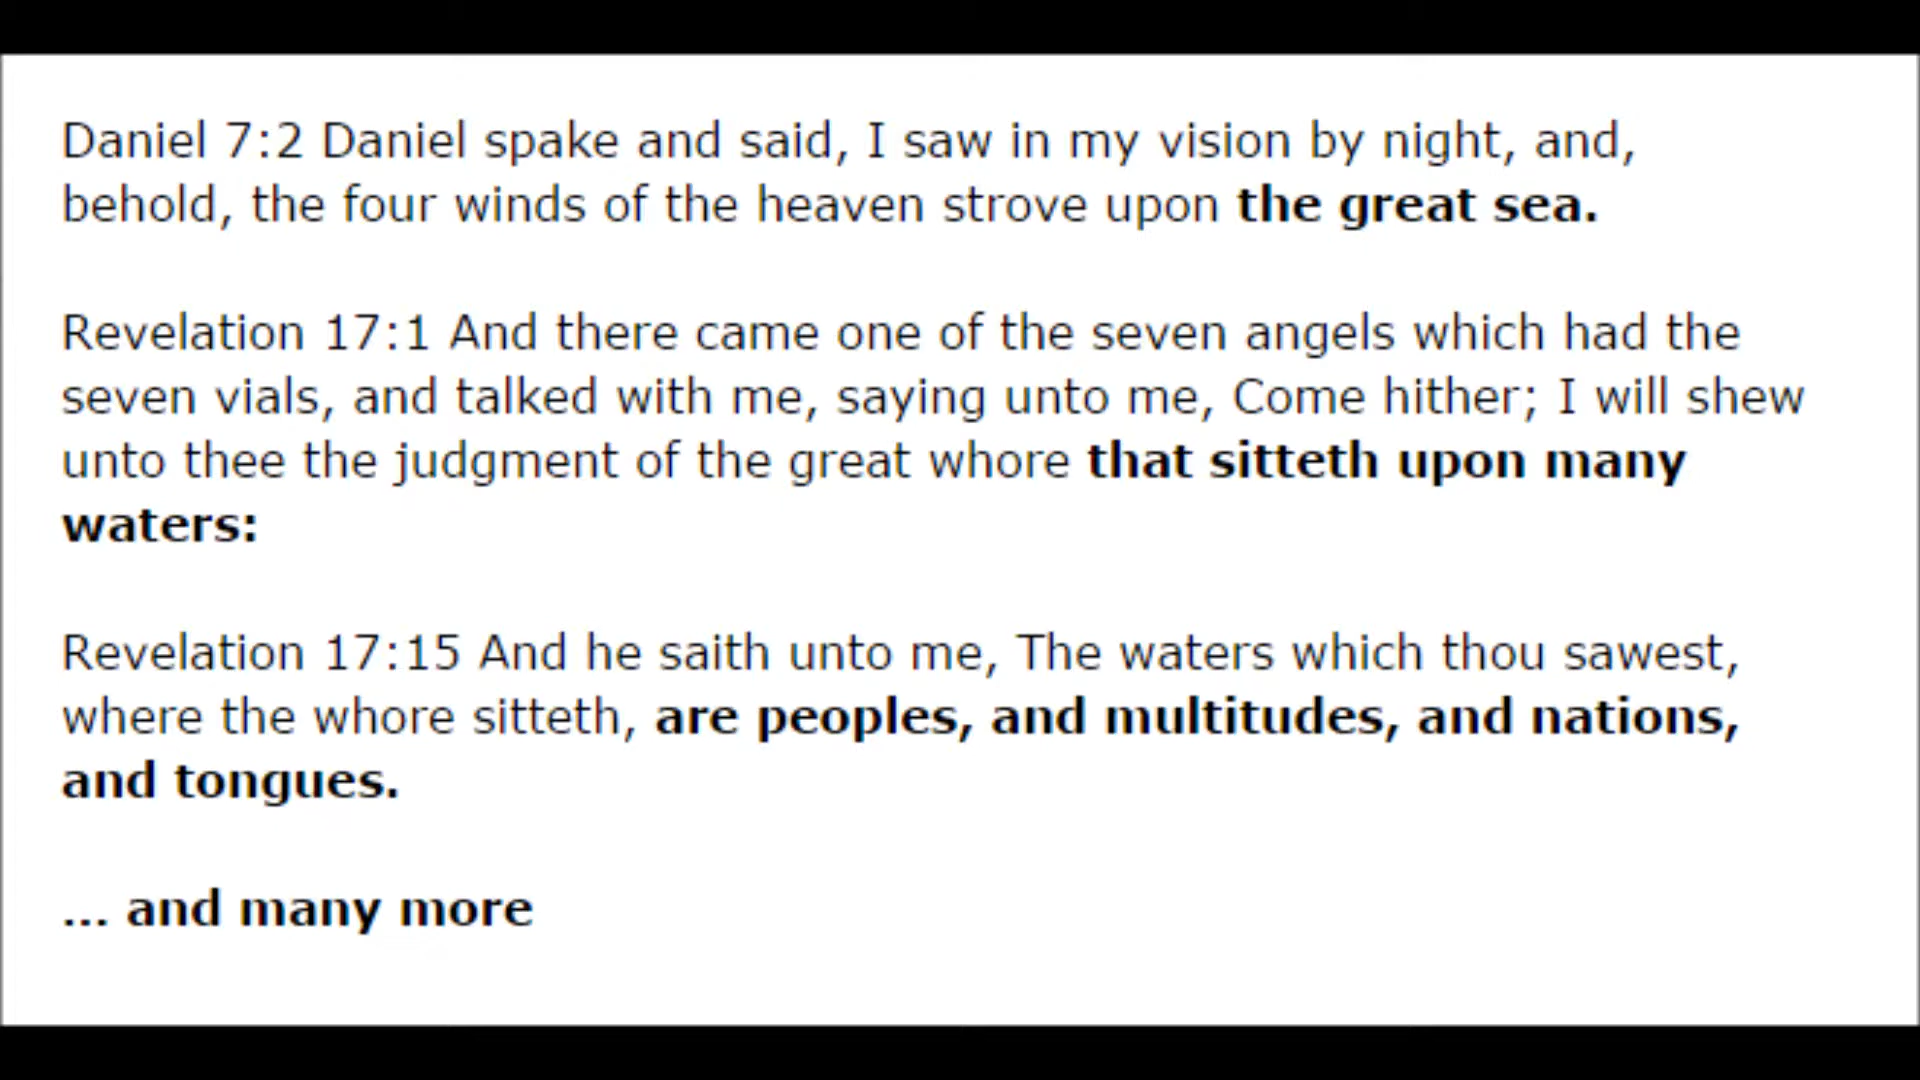 Daniel 7:2 Daniel spake and said, I saw in my vision by night, and,
behold, the four winds of the heaven strove upon the great sea.
Revelation 17:1 And there came one of the seven angels which had the
seven vials, and talked with me, saying unto me, Come hither; I will shew
unto thee the judgment of the great whore that sitteth upon many
waters:
Revelation 17:15 And he saith unto me, The waters which thou sawest,
where the whore sitteth, are peoples, and multitudes, and nations,
and tongues.
... and many more